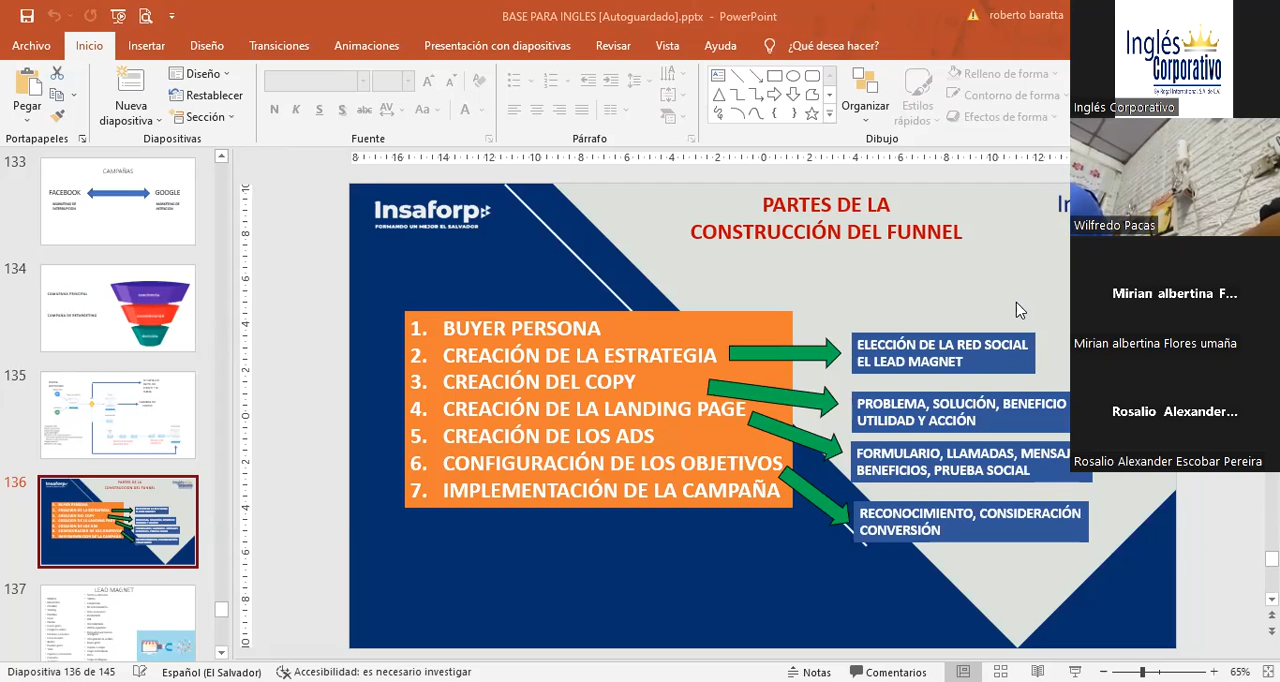 BASE PARA INGLES [Autoguardado].pptx - PowerPoint
roberto baratta
Archivo Inicio Insertar Diseño Transiciones Animaciones Presentación con diapositivas Revisar Vista Ayuda ¿Qué desea hacer?
Pegar
Nueva diapositiva
Diseño
Restablecer
Sección
N K S S abc AV Aa A
Organizar
Estilos rápidos
Relleno de forma
Contorno de forma
Efectos de forma
Portapapeles Diapositivas Fuente Párrafo Dibujo
133
CAMPAÑAS
FACEBOOK GOOGLE
134
135
136
137
LEAD MAGNET
Insaforp
FORMANDO UN MEJOR EL SALVADOR
PARTES DE LA
CONSTRUCCIÓN DEL FUNNEL
1. BUYER PERSONA
2. CREACIÓN DE LA ESTRATEGIA
3. CREACIÓN DEL COPY
4. CREACIÓN DE LA LANDING PAGE
5. CREACIÓN DE LOS ADS
6. CONFIGURACIÓN DE LOS OBJETIVOS
7. IMPLEMENTACIÓN DE LA CAMPAÑA
ELECCIÓN DE LA RED SOCIAL
EL LEAD MAGNET
PROBLEMA, SOLUCIÓN, BENEFICIO
UTILIDAD Y ACCIÓN
FORMULARIO, LLAMADAS, MENSAJ
BENEFICIOS, PRUEBA SOCIAL
RECONOCIMIENTO, CONSIDERACIÓN
CONVERSIÓN
Inglés
Corporativo
Inglés Corporativo
Wilfredo Pacas
Mirian albertina F...
Mirian albertina Flores umaña
Rosalio Alexander...
Rosalio Alexander Escobar Pereira
Diapositiva 136 de 145 Español (El Salvador) Accesibilidad: es necesario investigar Notas Comentarios 65%